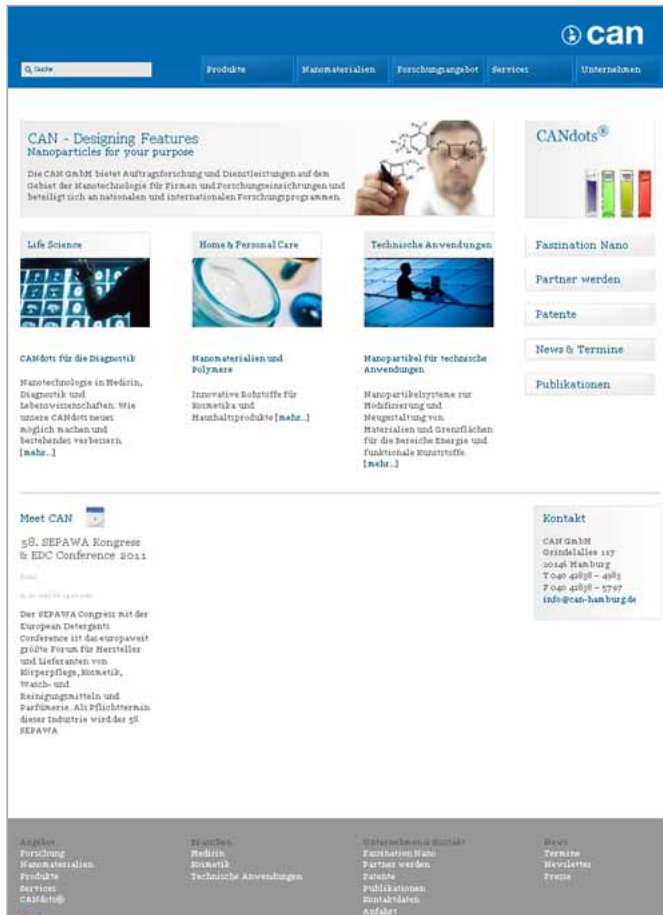 can
Suche
Produkte
Nanomaterialien
Forschungsangebot
Services
Unternehmen
CAN - Designing Features
Nanoparticles for your purpose
Die CAN GmbH bietet Auftragsforschung und Dienstleistungen auf dem
Gebiet der Nanotechnologie für Firmen und Forschungseinrichtungen und
beteiligt sich an nationalen und internationalen Forschungsprogrammen.
CANdots®
Life Science
CANdots für die Diagnostik
Nanotechnologie in Medizin,
Diagnostik und
Lebenswissenschaften: Wie
unsere CANdots neues
möglich machen und
bestehendes verbessern.
[mehr...]
Home & Personal Care
Nanomaterialien und
Polymere
Innovative Rohstoffe für
Kosmetika und
Haushaltsprodukte [mehr...]
Technische Anwendungen
Nanopartikel für technische
Anwendungen
Nanopartikelsysteme zur
Modifizierung und
Neugestaltung von
Materialien und Grenzflächen
für die Bereiche Energie und
funktionale Kunststoffe.
[mehr...]
Faszination Nano
Partner werden
Patente
News & Termine
Publikationen
Meet CAN
58. SEPAWA Kongress
& EDC Conference 2011
Der SEPAWA Congress mit der
European Detergents
Conference ist das europaweit
größte Forum für Hersteller
und Lieferanten von
Körperpflege, Kosmetik,
Wasch- und
Reinigungsmitteln und
Parfümerie. Als Pflichttermin
dieser Industrie wird der 58.
SEPAWA
Kontakt
CAN GmbH
Grindelallee 117
20146 Hamburg
T 040 42838 – 4983
F 040 42838 – 5797
info@can-hamburg.de
Angebot
Forschung
Nanomaterialien
Produkte
Services
CANdots®
Branchen
Medizin
Kosmetik
Technische Anwendungen
Unternehmen & Kontakt
Faszination Nano
Partner werden
Patente
Publikationen
Kontaktdaten
Anfahrt
News
Termine
Newsletter
Presse